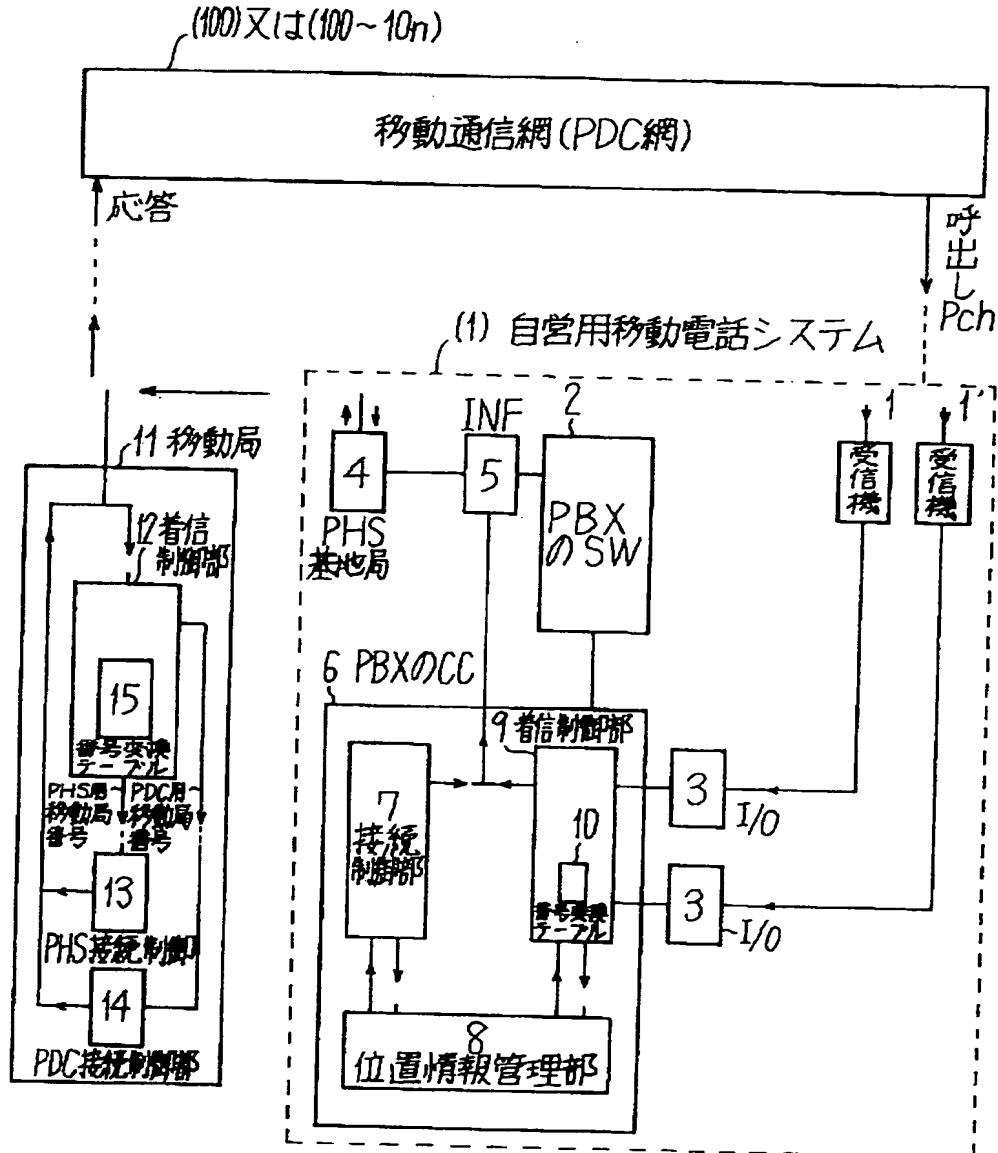 (100)又は(100~10n)
移動通信網(PDC網)
応答
呼出し
Pch
(1) 自営用移動電話システム
11 移動局
12 着信
制御部
15
番号変換
テーブル
PHS用~
移動局
番号
PDC用~
移動局
番号
13
PHS接続制御部
14
PDC接続制御部
4
PHS
基地局
INF
5
2
PBX
のSW
1
受信機
1'
受信機
6 PBXのCC
7
接続
制御部
9 着信制御部
10
番号変換
テーブル
3
I/O
3
I/O
8
位置情報管理部